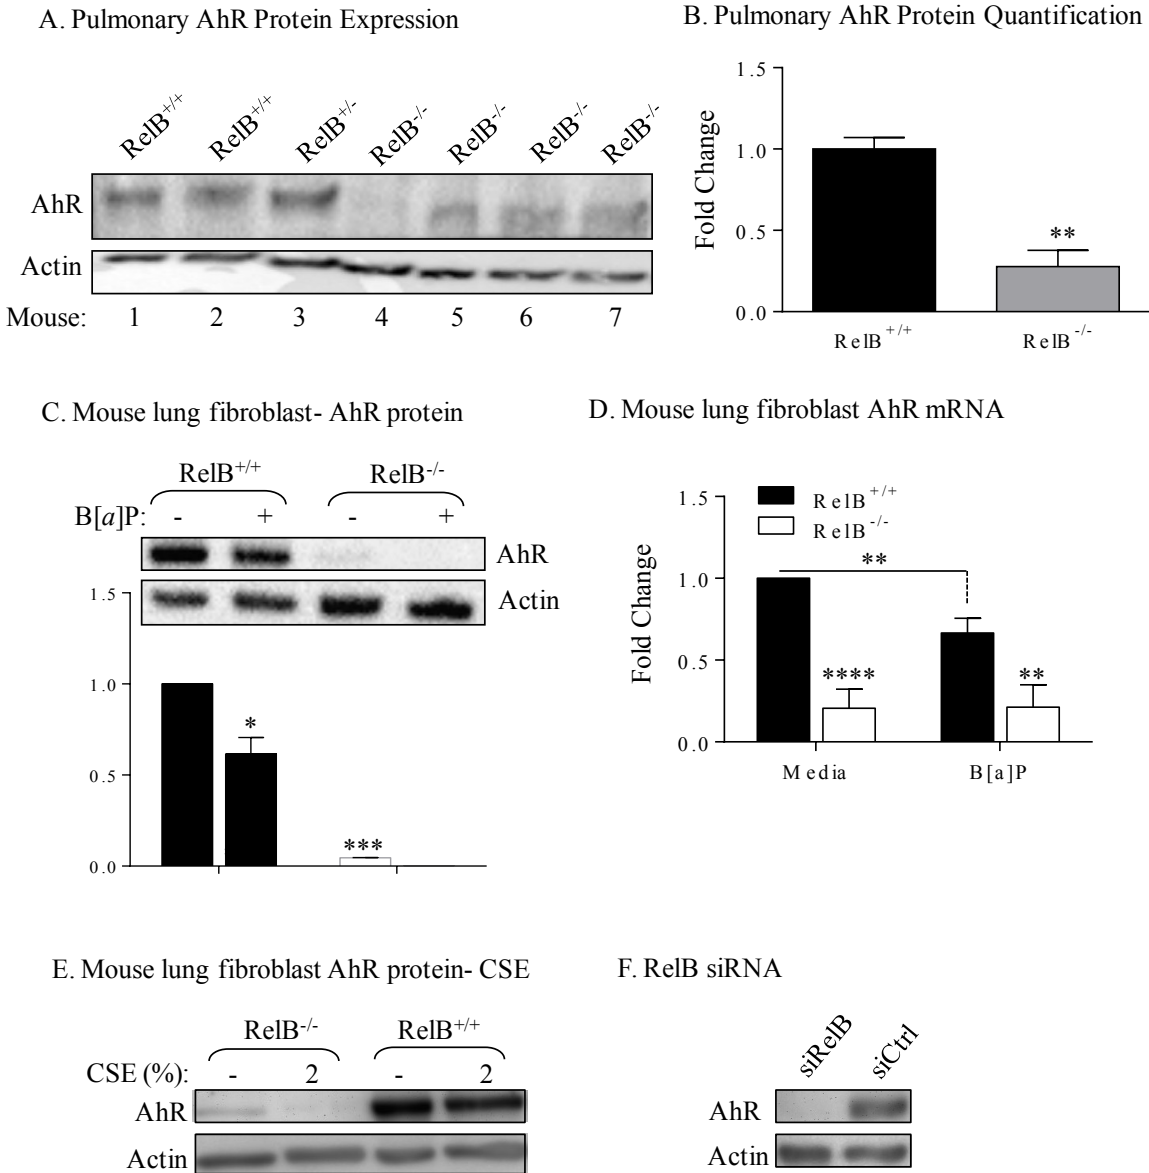 A. Pulmonary AhR Protein Expression
RelB+/+ RelB+/+ RelB+/- RelB-/- RelB-/- RelB-/- RelB-/-
AhR
Actin
Mouse: 1 2 3 4 5 6 7
B. Pulmonary AhR Protein Quantification
Fold Change
1.5
1.0
0.5
0.0
**
RelB+/+ RelB-/-
C. Mouse lung fibroblast- AhR protein
RelB+/+ RelB-/-
B[a]P: - + - +
AhR
Actin
1.5
1.0
0.5
0.0
*
***
D. Mouse lung fibroblast AhR mRNA
RelB+/+
RelB-/-
Fold Change
1.5
1.0
0.5
0.0
**
****
**
Media B[a]P
E. Mouse lung fibroblast AhR protein- CSE
RelB-/- RelB+/+
CSE (%): - 2 - 2
AhR
Actin
F. RelB siRNA
siRelB siCtrl
AhR
Actin